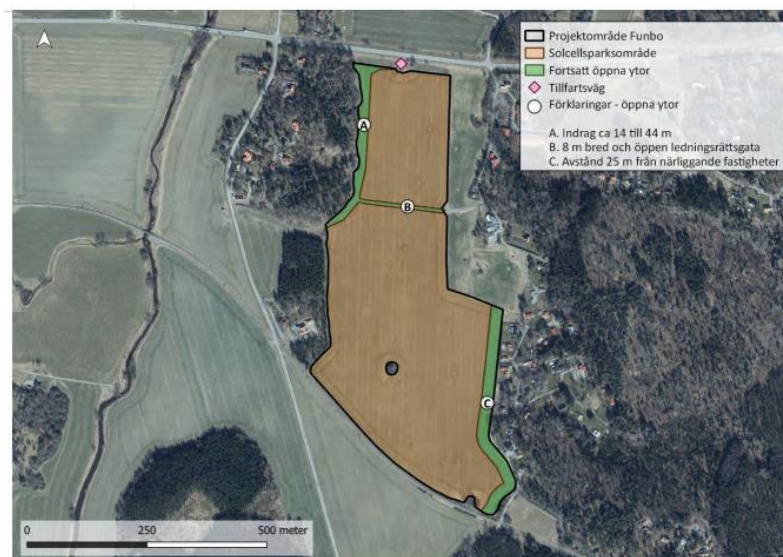 Projektområde Funbo
Solcellsparksområde
Fortsatt öppna ytor
Tillfartsväg
Förklaringar - öppna ytor
A. Indrag ca 14 till 44 m
B. 8 m bred och öppen ledningsrättsgata
C. Avstånd 25 m från närliggande fastigheter
A
B
C
0 250 500 meter